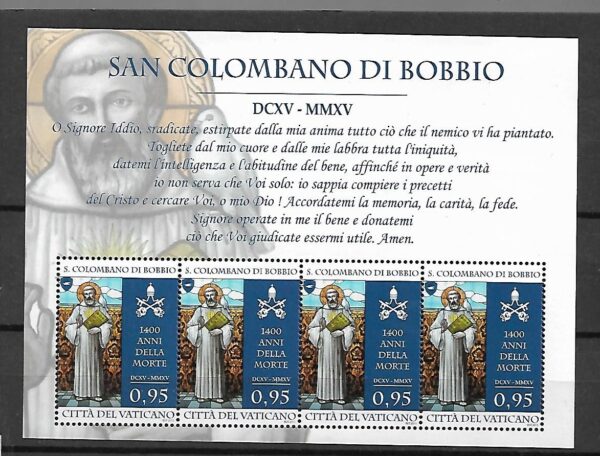 SAN COLOMBANO DI BOBBIO
DCXV - MMXV
O Signore Iddio, sradicate, estirpate dalla mia anima tutto ciò che il nemico vi ha piantato.
Togliete dal mio cuore e dalle mie labbra tutta l'iniquità,
datemi l'intelligenza e l'abitudine del bene, affinché in opere e verità
io non serva che Voi solo: io sappia compiere i precetti
del Cristo e cercare Voi, o mio Dio ! Accordatemi la memoria, la carità, la fede.
Signore operate in me il bene e donatemi
ciò che Voi giudicate essermi utile. Amen.
S. COLOMBANO DI BOBBIO
1400
ANNI
DELLA
MORTE
DCXV - MMXV
0,95
CITTÀ DEL VATICANO
S. COLOMBANO DI BOBBIO
1400
ANNI
DELLA
MORTE
DCXV - MMXV
0,95
CITTÀ DEL VATICANO
S. COLOMBANO DI BOBBIO
1400
ANNI
DELLA
MORTE
DCXV - MMXV
0,95
CITTÀ DEL VATICANO
S. COLOMBANO DI BOBBIO
1400
ANNI
DELLA
MORTE
DCXV - MMXV
0,95
CITTÀ DEL VATICANO